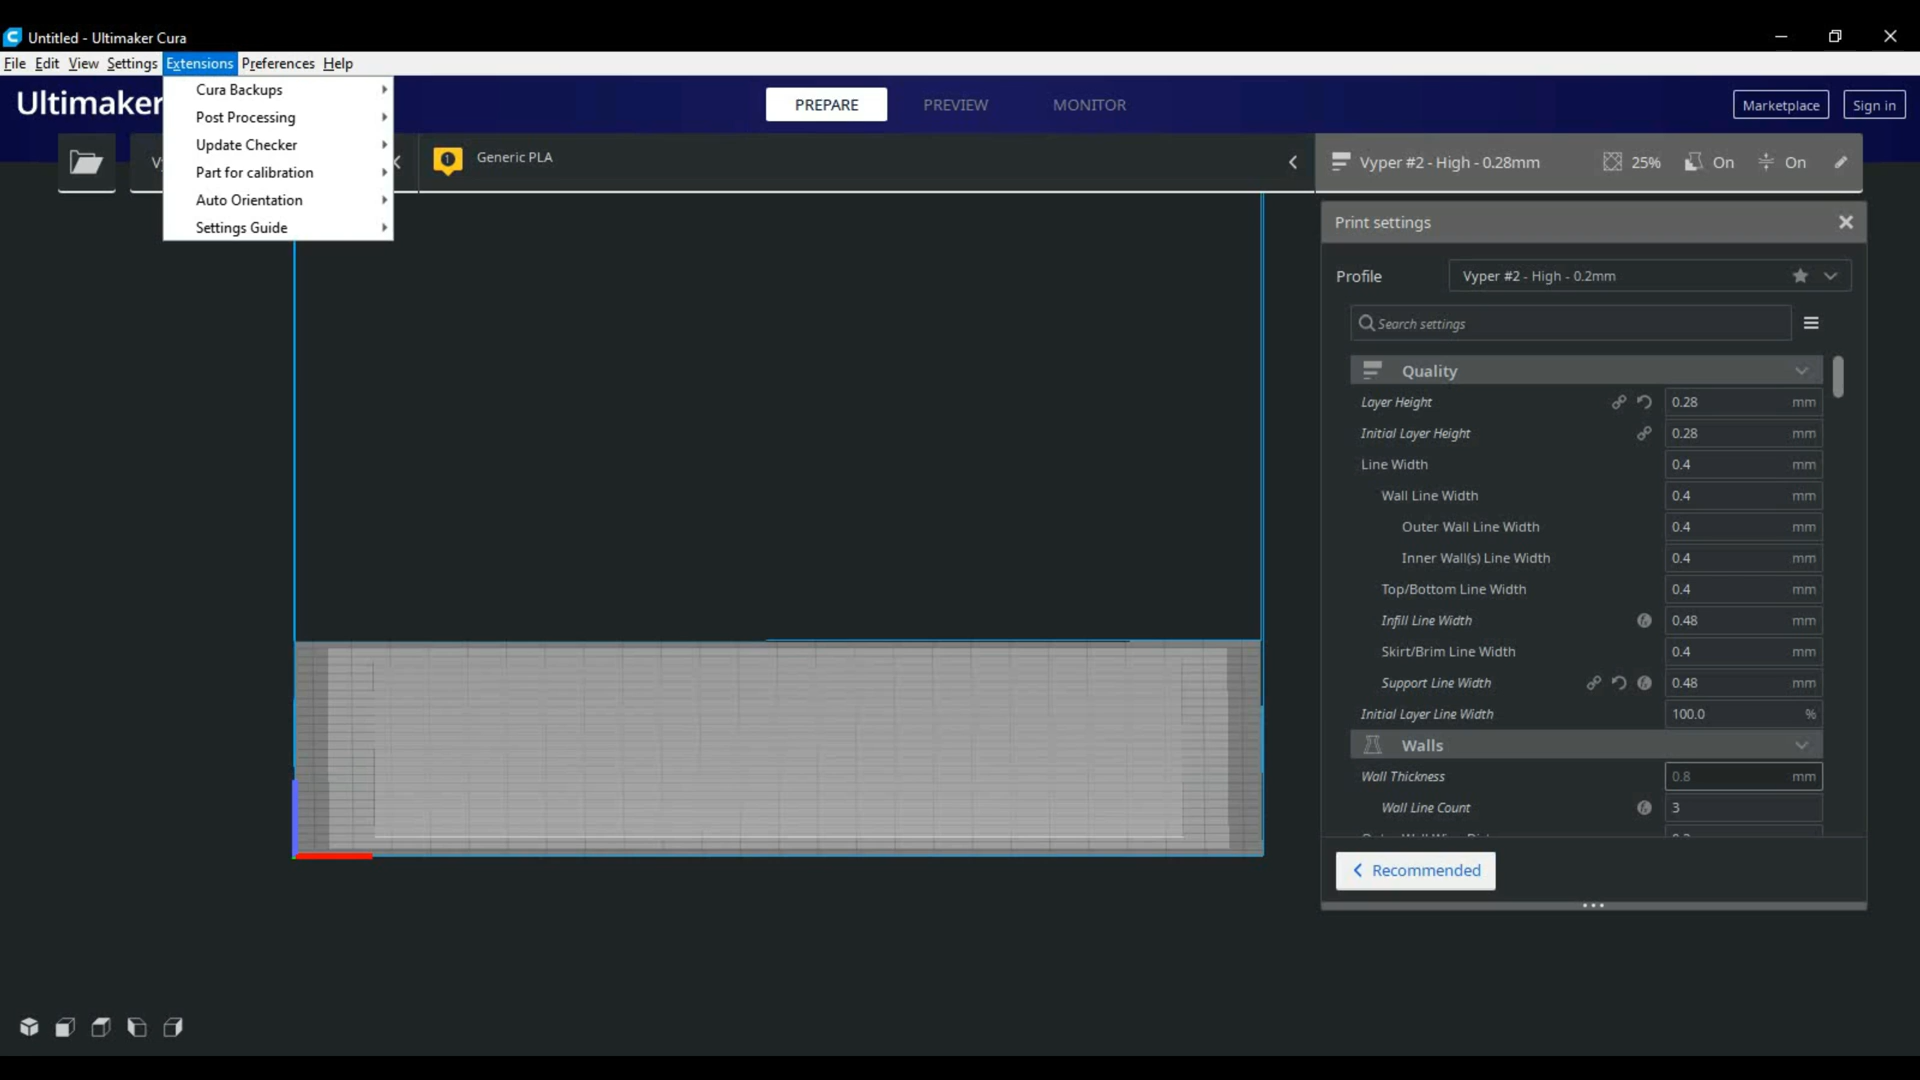 Untitled - Ultimaker Cura
File Edit View Settings Extensions Preferences Help
Ultimaker
PREPARE
PREVIEW
MONITOR
Marketplace
Sign in
Cura Backups
Post Processing
Update Checker
Part for calibration
Auto Orientation
Settings Guide
1
Generic PLA
Vyper #2 - High - 0.28mm
25%
On
On
Print settings
Profile
Vyper #2 - High - 0.2mm
Search settings
Quality
Layer Height 0.28 mm
Initial Layer Height 0.28 mm
Line Width 0.4 mm
Wall Line Width 0.4 mm
Outer Wall Line Width 0.4 mm
Inner Wall(s) Line Width 0.4 mm
Top/Bottom Line Width 0.4 mm
Infill Line Width 0.48 mm
Skirt/Brim Line Width 0.4 mm
Support Line Width 0.48 mm
Initial Layer Line Width 100.0 %
Walls
Wall Thickness 0.8 mm
Wall Line Count 3
Recommended